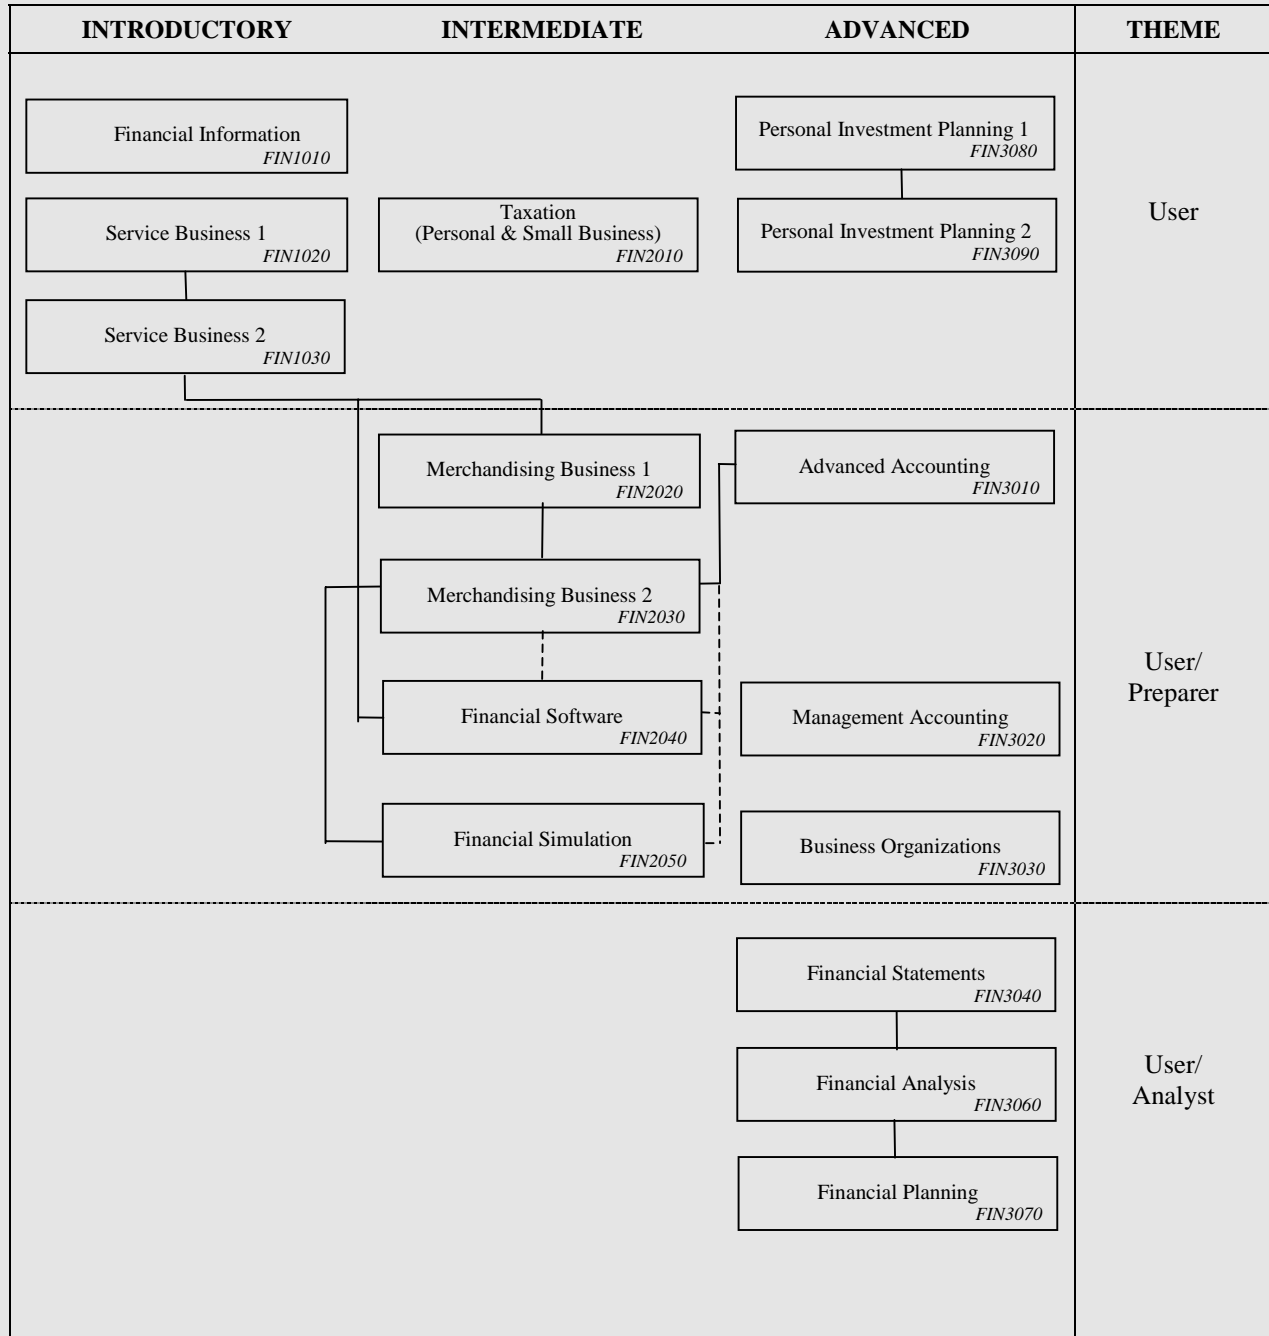 INTRODUCTORY INTERMEDIATE ADVANCED THEME
Financial Information
FIN1010
Personal Investment Planning 1
FIN3080
User
Service Business 1
FIN1020
Taxation
(Personal & Small Business)
FIN2010
Personal Investment Planning 2
FIN3090
Service Business 2
FIN1030
Merchandising Business 1
FIN2020
Advanced Accounting
FIN3010
Merchandising Business 2
FIN2030
User/
Preparer
Financial Software
FIN2040
Management Accounting
FIN3020
Financial Simulation
FIN2050
Business Organizations
FIN3030
Financial Statements
FIN3040
User/
Analyst
Financial Analysis
FIN3060
Financial Planning
FIN3070